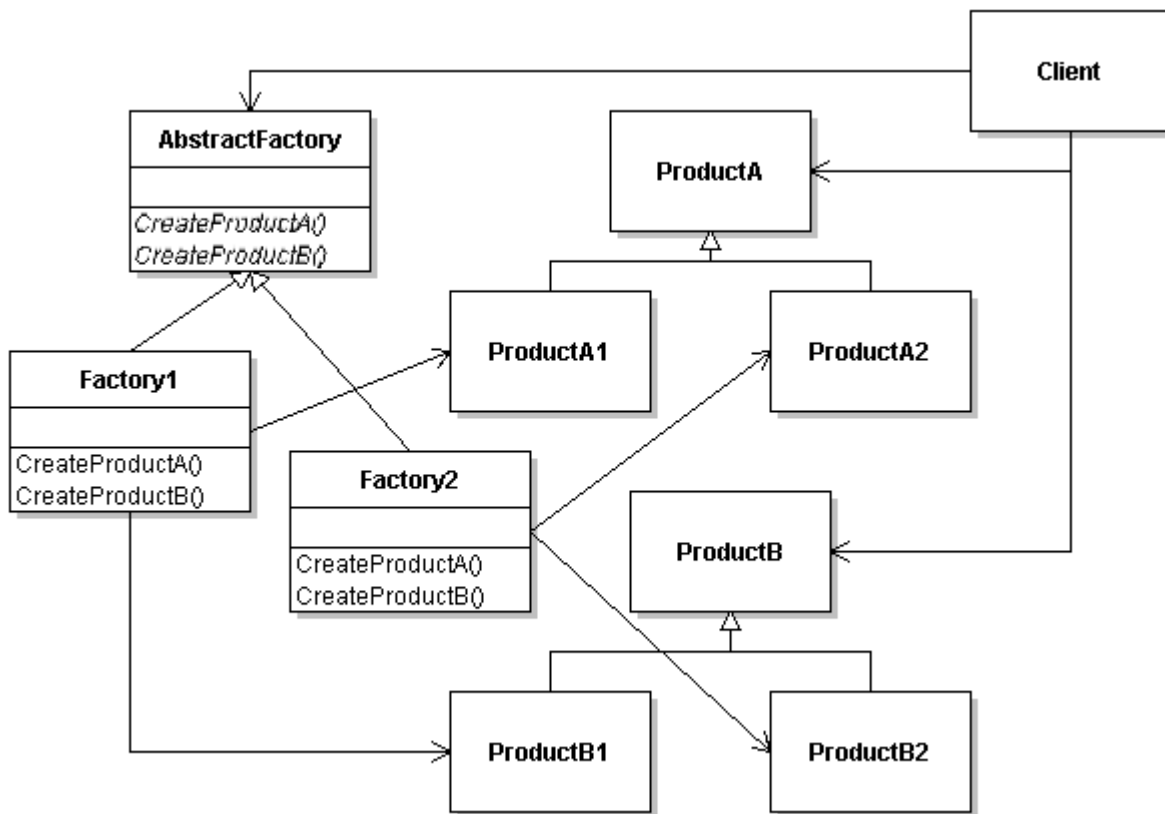 Client
AbstractFactory
CreateProductA()
CreateProductB()
ProductA
ProductA1
ProductA2
Factory1
CreateProductA()
CreateProductB()
Factory2
CreateProductA()
CreateProductB()
ProductB
ProductB1
ProductB2